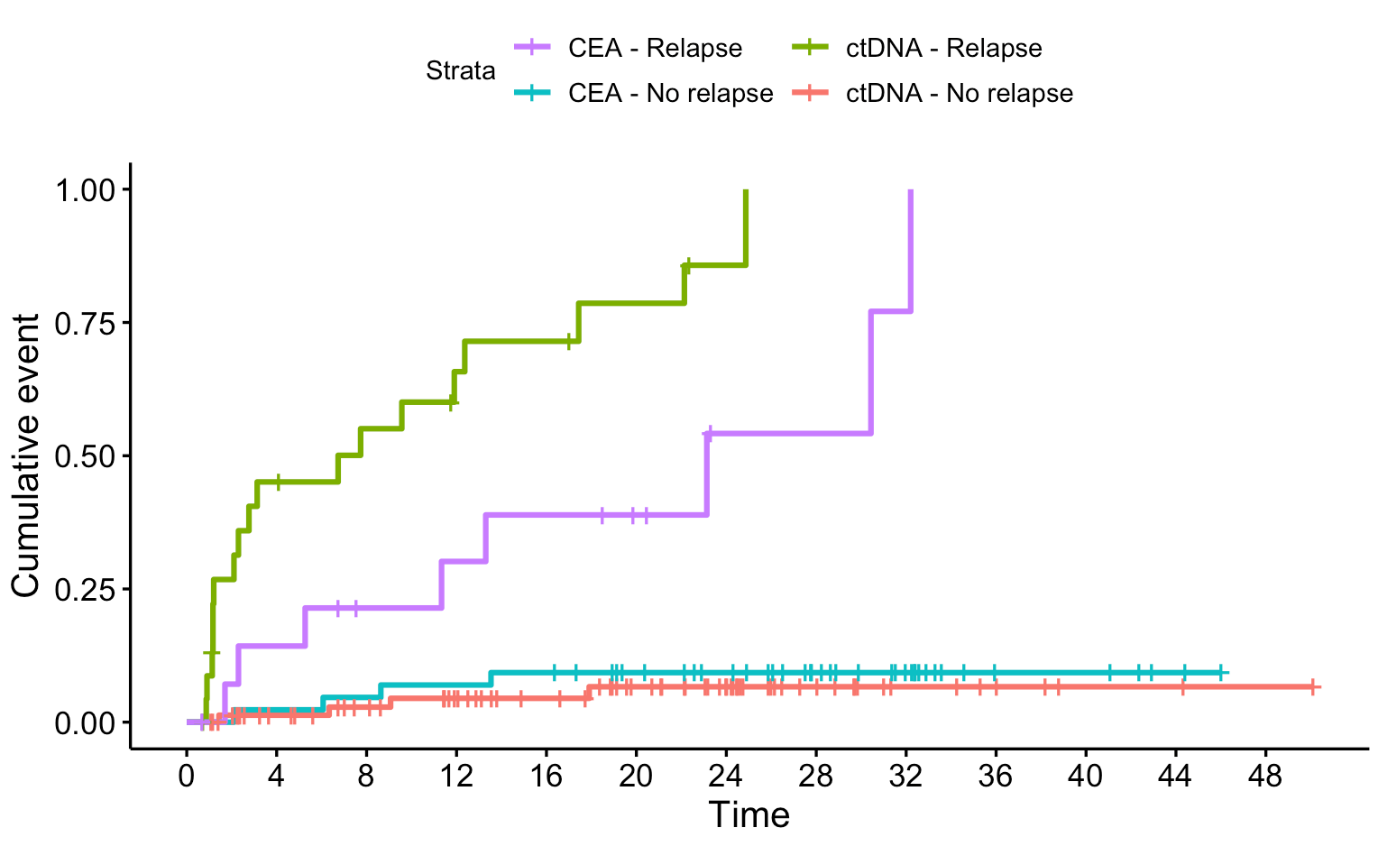 Strata
CEA - Relapse
ctDNA - Relapse
CEA - No relapse
ctDNA - No relapse
Cumulative event
1.00
0.75
0.50
0.25
0.00
0 4 8 12 16 20 24 28 32 36 40 44 48
Time